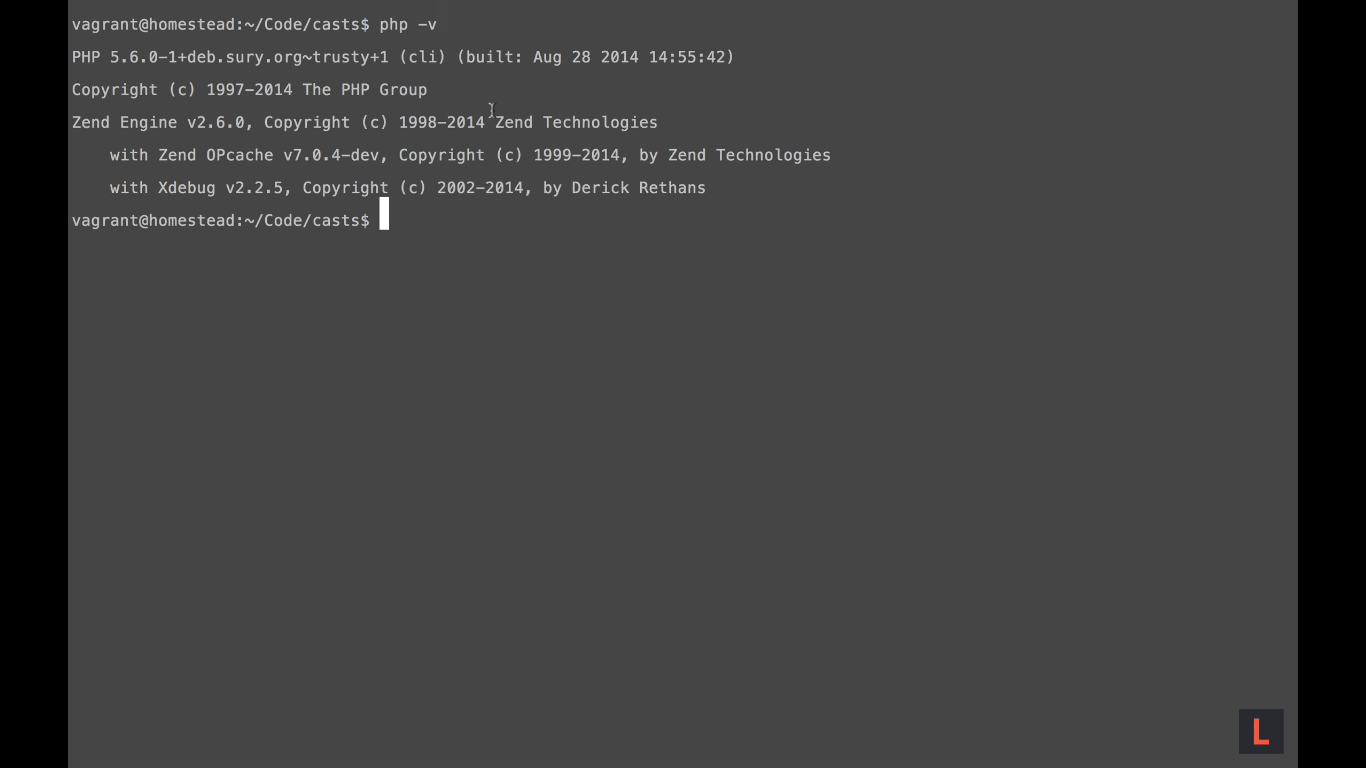 vagrant@homestead:~/Code/casts$ php -v
PHP 5.6.0-1+deb.sury.org~trusty+1 (cli) (built: Aug 28 2014 14:55:42)
Copyright (c) 1997-2014 The PHP Group
Zend Engine v2.6.0, Copyright (c) 1998-2014 Zend Technologies
    with Zend OPcache v7.0.4-dev, Copyright (c) 1999-2014, by Zend Technologies
    with Xdebug v2.2.5, Copyright (c) 2002-2014, by Derick Rethans
vagrant@homestead:~/Code/casts$
L